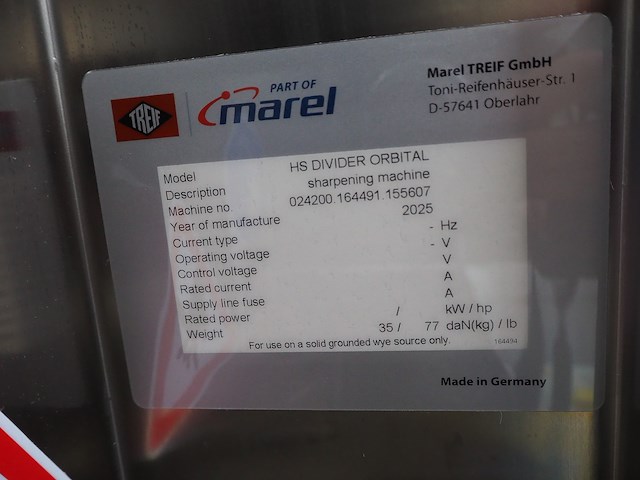 TREIF
PART OF
marel
Marel TREIF GmbH
Toni-Reifenhäuser-Str. 1
D-57641 Oberlahr
Model HS DIVIDER ORBITAL
Description sharpening machine
Machine no. 024200.164491.155607
Year of manufacture 2025
Current type - Hz
Operating voltage - V
Control voltage V
Rated current A
Supply line fuse A
Rated power / kW / hp
Weight 35 / 77 daN(kg) / lb
For use on a solid grounded wye source only.
164494
Made in Germany